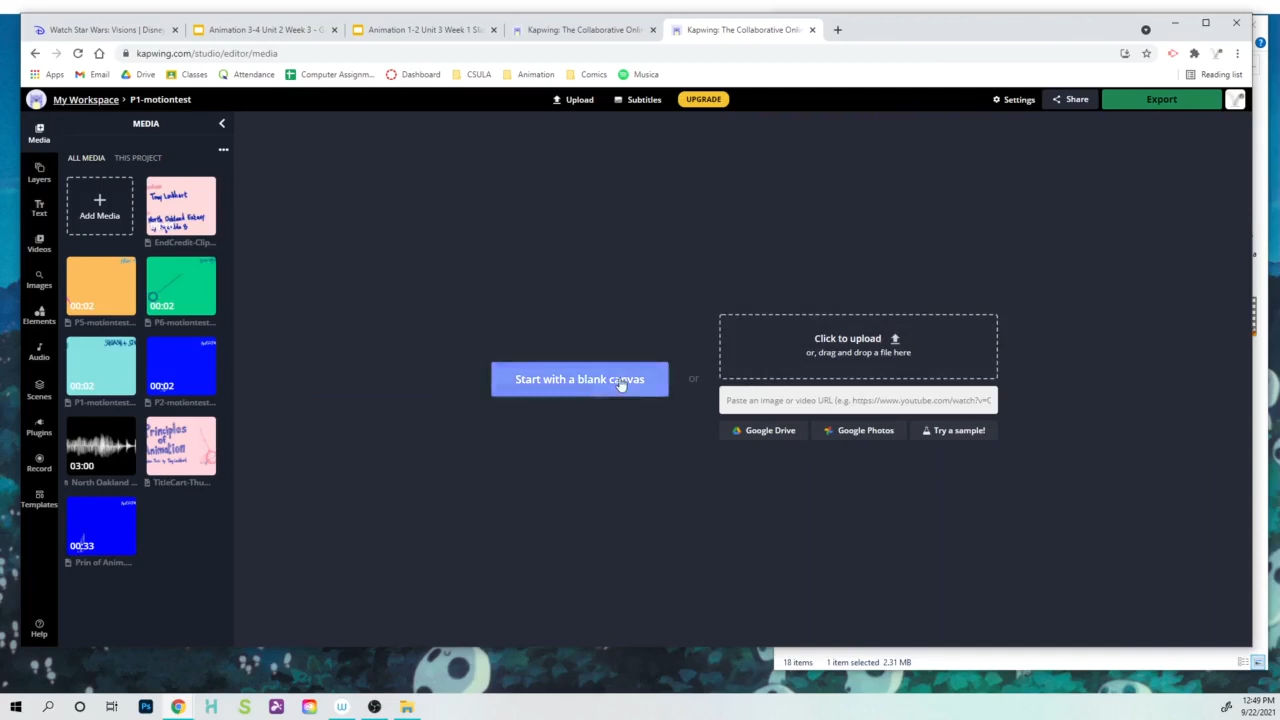 Watch Star Wars: Visions | Disney
Animation 3-4 Unit 2 Week 3 - G
Animation 1-2 Unit 3 Week 1 Slid
Kapwing: The Collaborative Onlin
Kapwing: The Collaborative Onlin
kapwing.com/studio/editor/media
Apps
Email
Drive
Classes
Attendance
Computer Assignm...
Dashboard
CSULA
Animation
Comics
Musica
Reading list
My Workspace > P1-motiontest
Upload
Subtitles
UPGRADE
Settings
Share
Export
Media
MEDIA
ALL MEDIA
THIS PROJECT
Layers
Text
Videos
Images
Elements
Audio
Scenes
Plugins
Record
Templates
Help
Add Media
EndCredit-Clip...
00:02
P5-motiontest...
00:02
P6-motiontest...
00:02
P1-motiontest...
00:02
P2-motiontest...
03:00
North Oakland ...
Principles
of
Animation
TitleCart-Thu...
00:33
Prin of Anim....
Start with a blank canvas
or
Click to upload
or, drag and drop a file here
Paste an image or video URL (e.g. https://www.youtube.com/watch?v=C
Google Drive
Google Photos
Try a sample!
18 items
1 item selected 2.31 MB
12:49 PM
9/22/2021